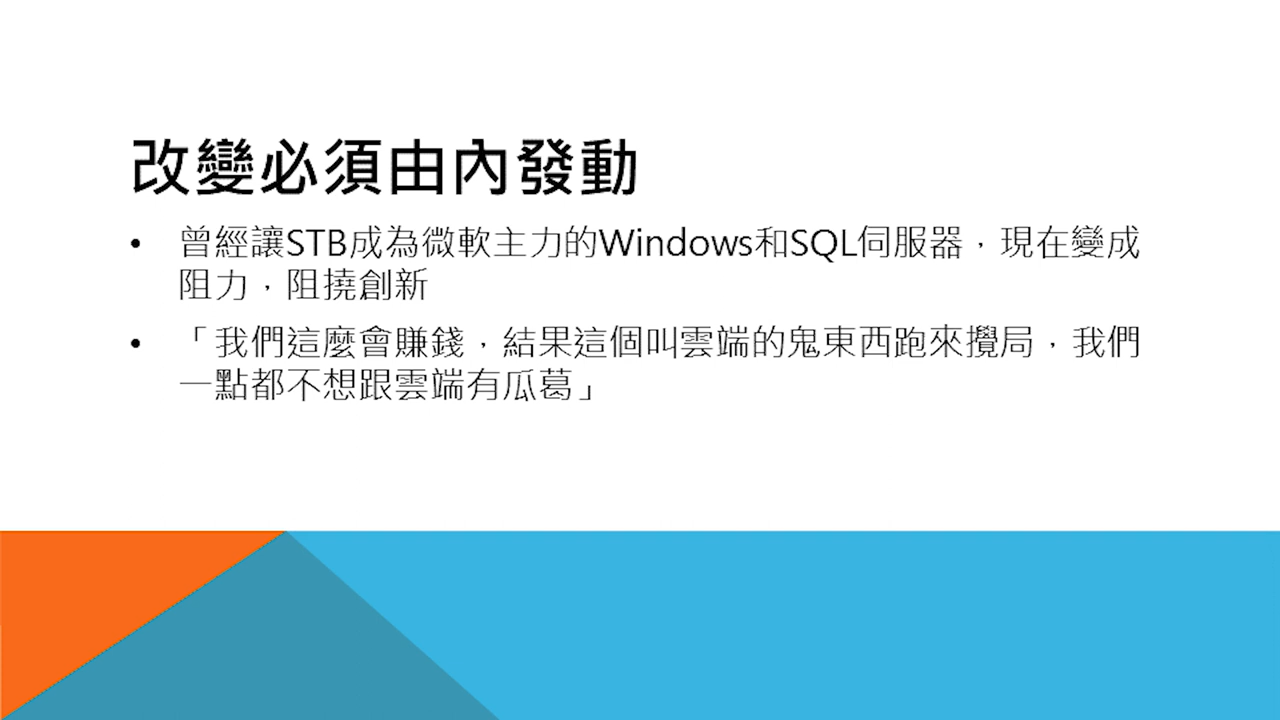 改變必須由內發動
• 曾經讓STB成為微軟主力的Windows和SQL伺服器，現在變成
阻力，阻撓創新
• 「我們這麼會賺錢，結果這個叫雲端的鬼東西跑來攪局，我們
一點都不想跟雲端有瓜葛」